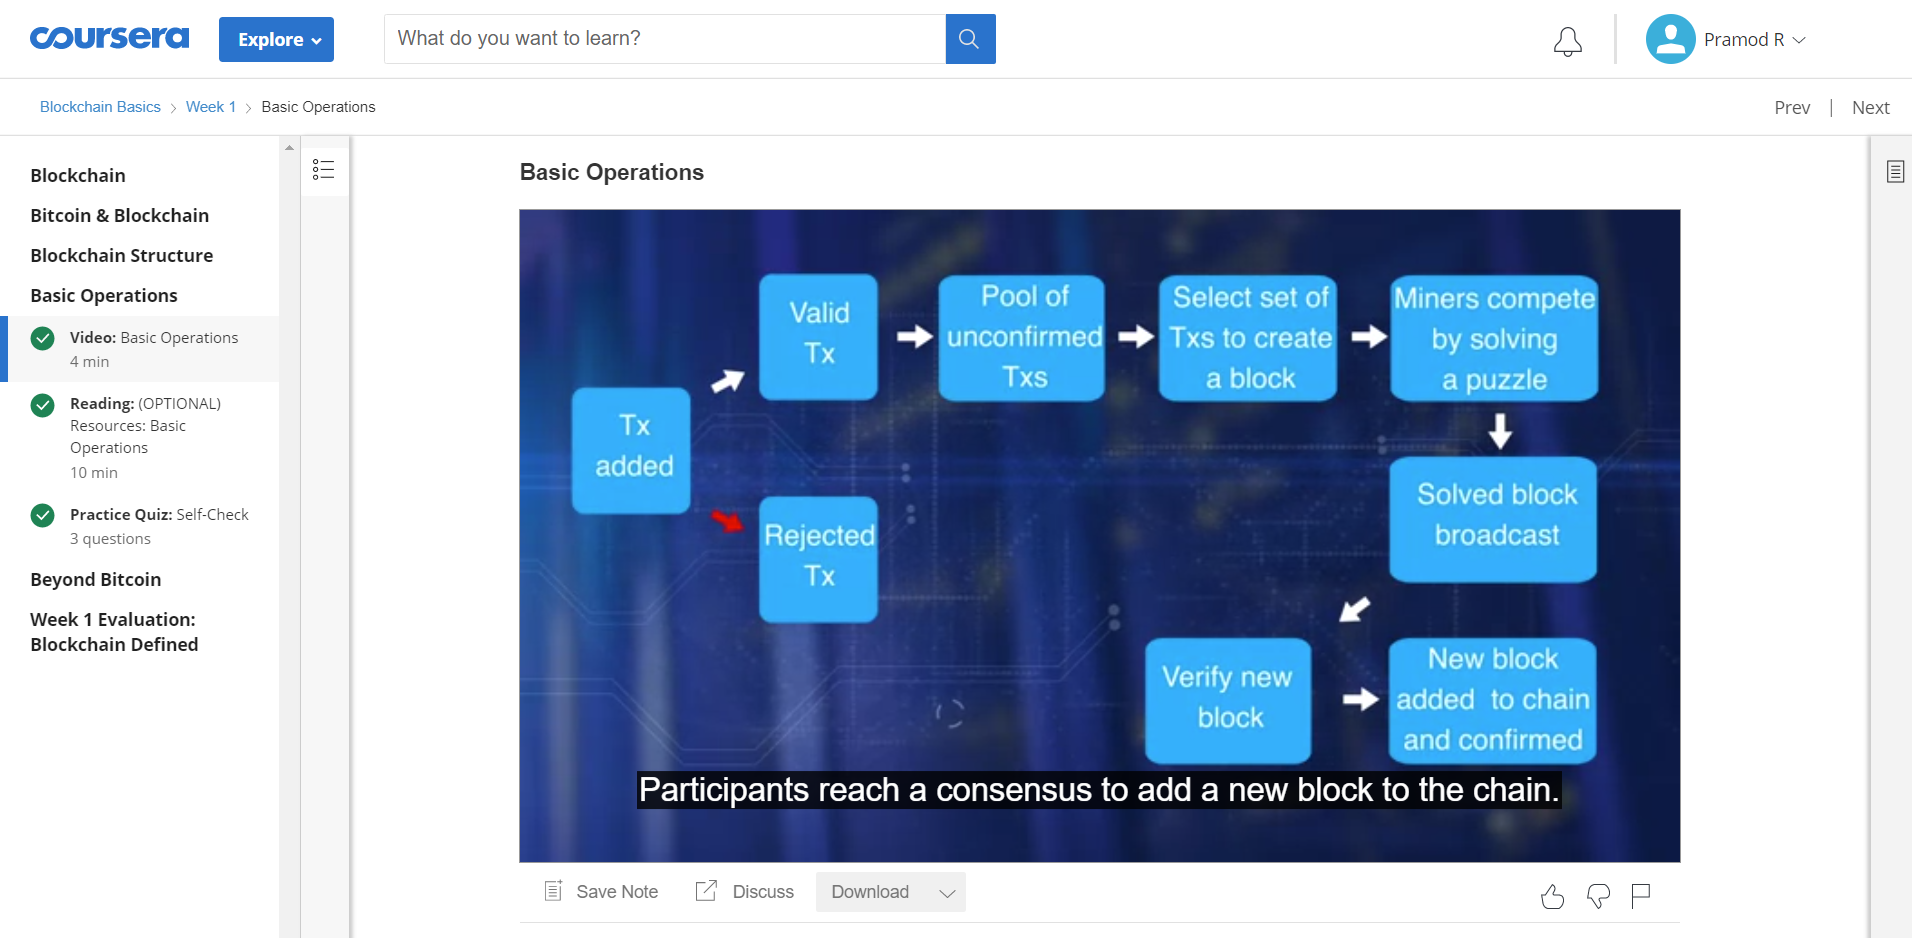 coursera
Explore
What do you want to learn?
Pramod R
Blockchain Basics > Week 1 > Basic Operations
Prev | Next
Blockchain
Bitcoin & Blockchain
Blockchain Structure
Basic Operations
Video: Basic Operations
4 min
Reading: (OPTIONAL)
Resources: Basic
Operations
10 min
Practice Quiz: Self-Check
3 questions
Beyond Bitcoin
Week 1 Evaluation:
Blockchain Defined
Basic Operations
Tx
added
Valid
Tx
Rejected
Tx
Pool of
unconfirmed
Txs
Select set of
Txs to create
a block
Miners compete
by solving
a puzzle
Solved block
broadcast
Verify new
block
New block
added to chain
and confirmed
Participants reach a consensus to add a new block to the chain.
Save Note
Discuss
Download